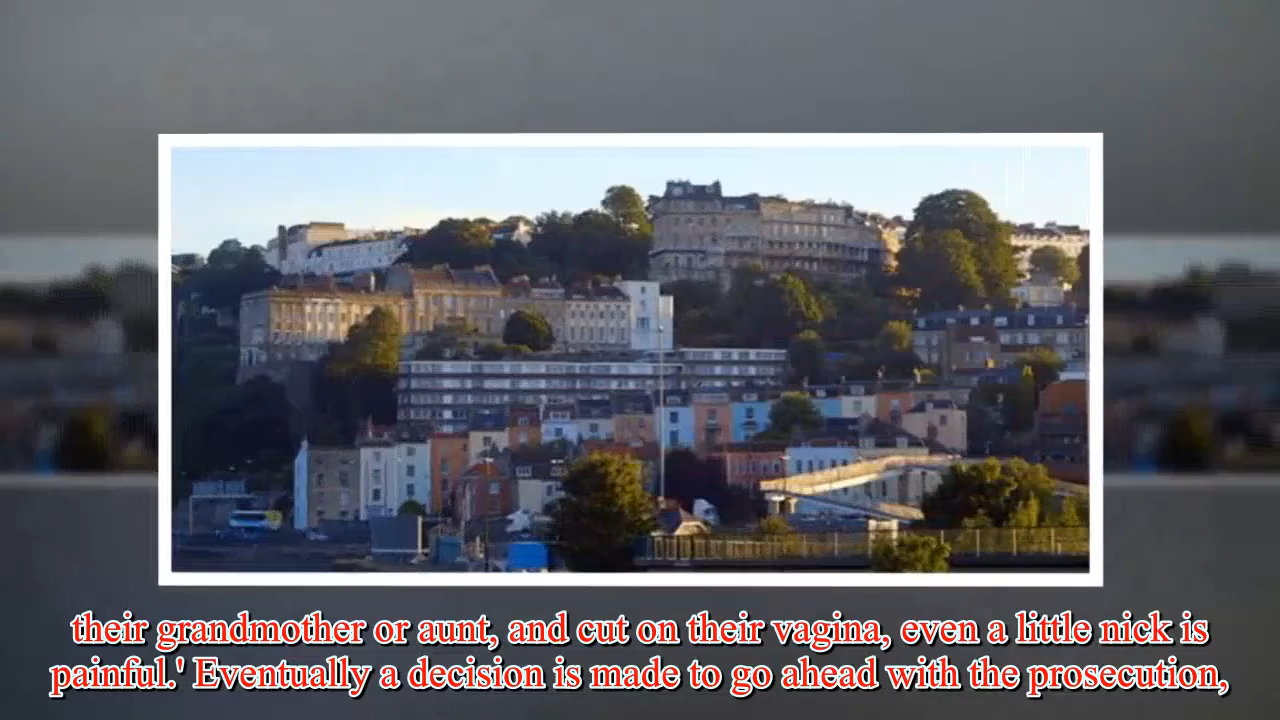 their grandmother or aunt, and cut on their vagina, even a little nick is
painful.' Eventually a decision is made to go ahead with the prosecution,